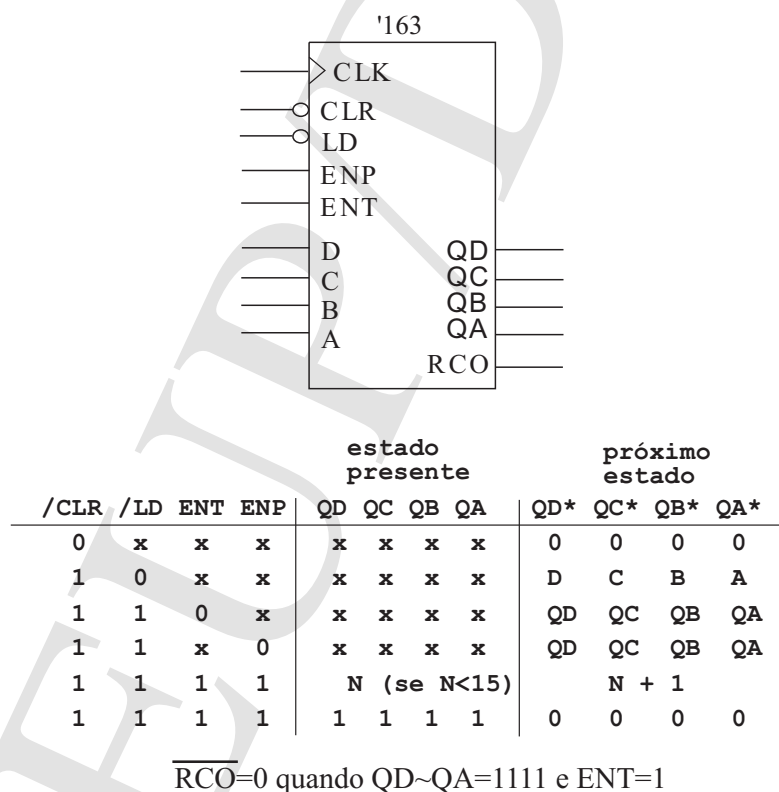 '163
CLK
CLR
LD
ENP
ENT
D QD
C QC
B QB
A QA
RCO
estado presente próximo estado
/CLR /LD ENT ENP QD QC QB QA QD* QC* QB* QA*
0 x x x x x x x 0 0 0 0
1 0 x x x x x x D C B A
1 1 0 x x x x x QD QC QB QA
1 1 x 0 x x x x QD QC QB QA
1 1 1 1 N (se N<15) N + 1
1 1 1 1 1 1 1 1 0 0 0 0
RCO=0 quando QD~QA=1111 e ENT=1